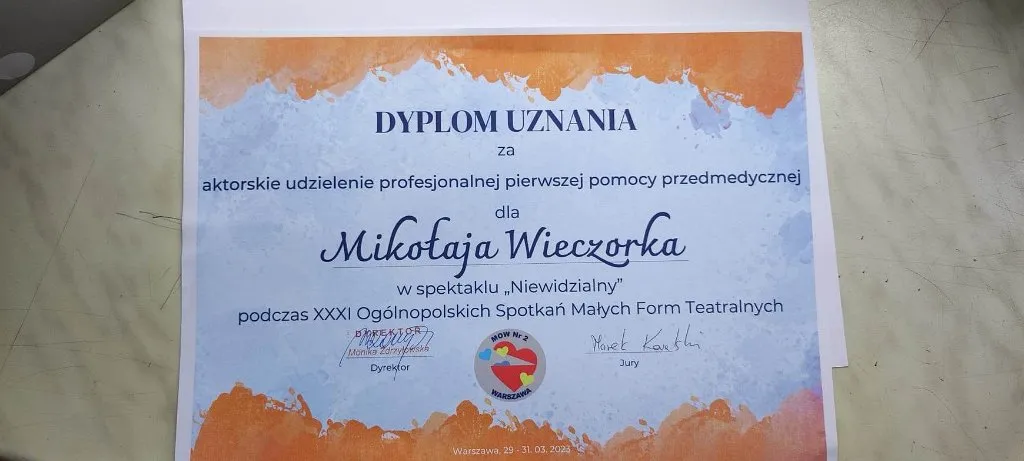 DYPLOM UZNANIA
za
aktorskie udzielenie profesjonalnej pierwszej pomocy przedmedycznej
dla
Mikołaja Wieczorka
w spektaklu „Niewidzialny”
podczas XXXI Ogólnopolskich Spotkań Małych Form Teatralnych
DYREKTOR
Monika
Dyrektor
MOW Nr 2
WARSZAWA
Marek
Jury
Warszawa, 29 - 31. 03. 2023